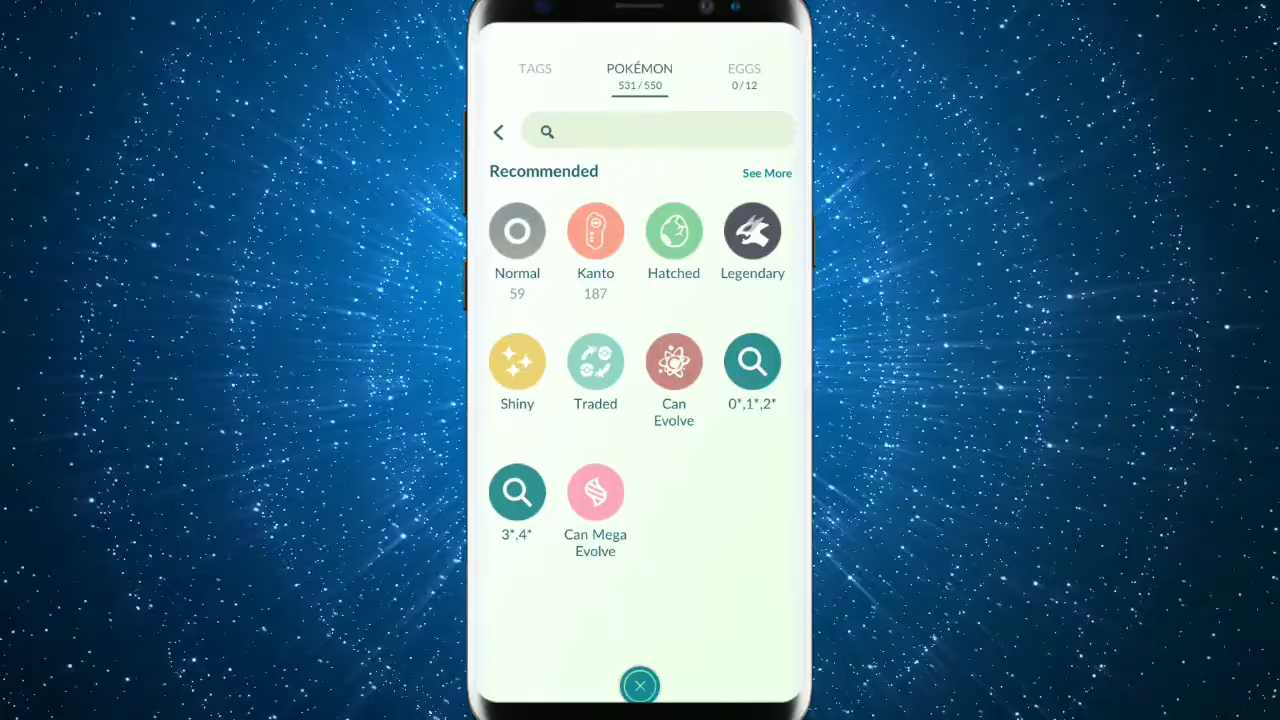 TAGS
POKÉMON
EGGS
531 / 550
0 / 12
Recommended
See More
Normal
Kanto
Hatched
Legendary
59
187
Shiny
Traded
Can
Evolve
0*,1*,2*
3*,4*
Can Mega
Evolve